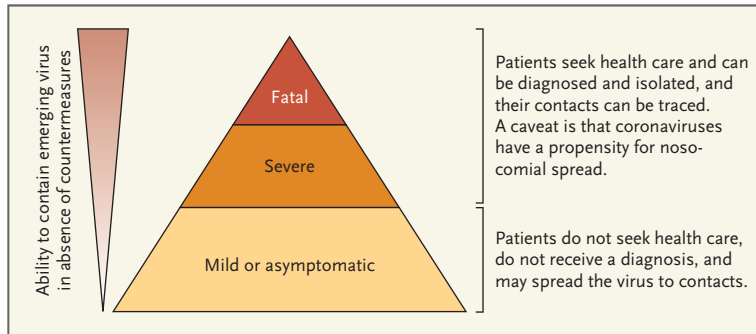 Ability to contain emerging virus
in absence of countermeasures
Fatal
Severe
Mild or asymptomatic
Patients seek health care and can
be diagnosed and isolated, and
their contacts can be traced.
A caveat is that coronaviruses
have a propensity for noso-
comial spread.
Patients do not seek health care,
do not receive a diagnosis, and
may spread the virus to contacts.